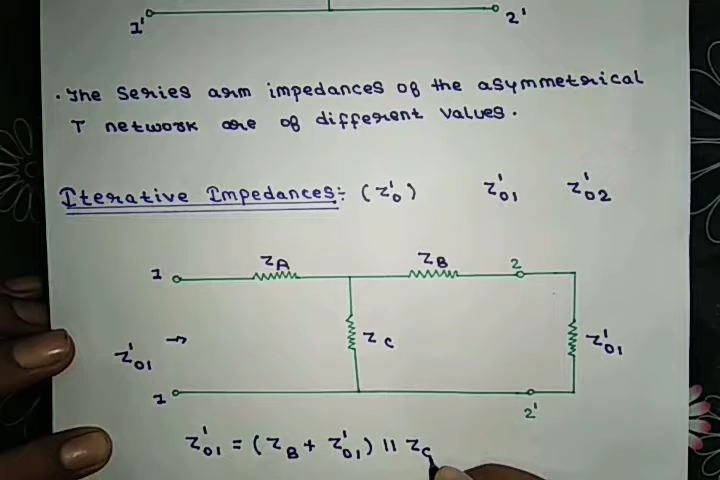 1' 2'
. The series arm impedances of the asymmetrical
T network are of different values.
Iterative Impedances:- (Z'o) Z'01 Z'02
ZA ZB 2
1
ZC Z'01
Z'01 →
1 2'
Z'01 = (ZB + Z'01) || ZC